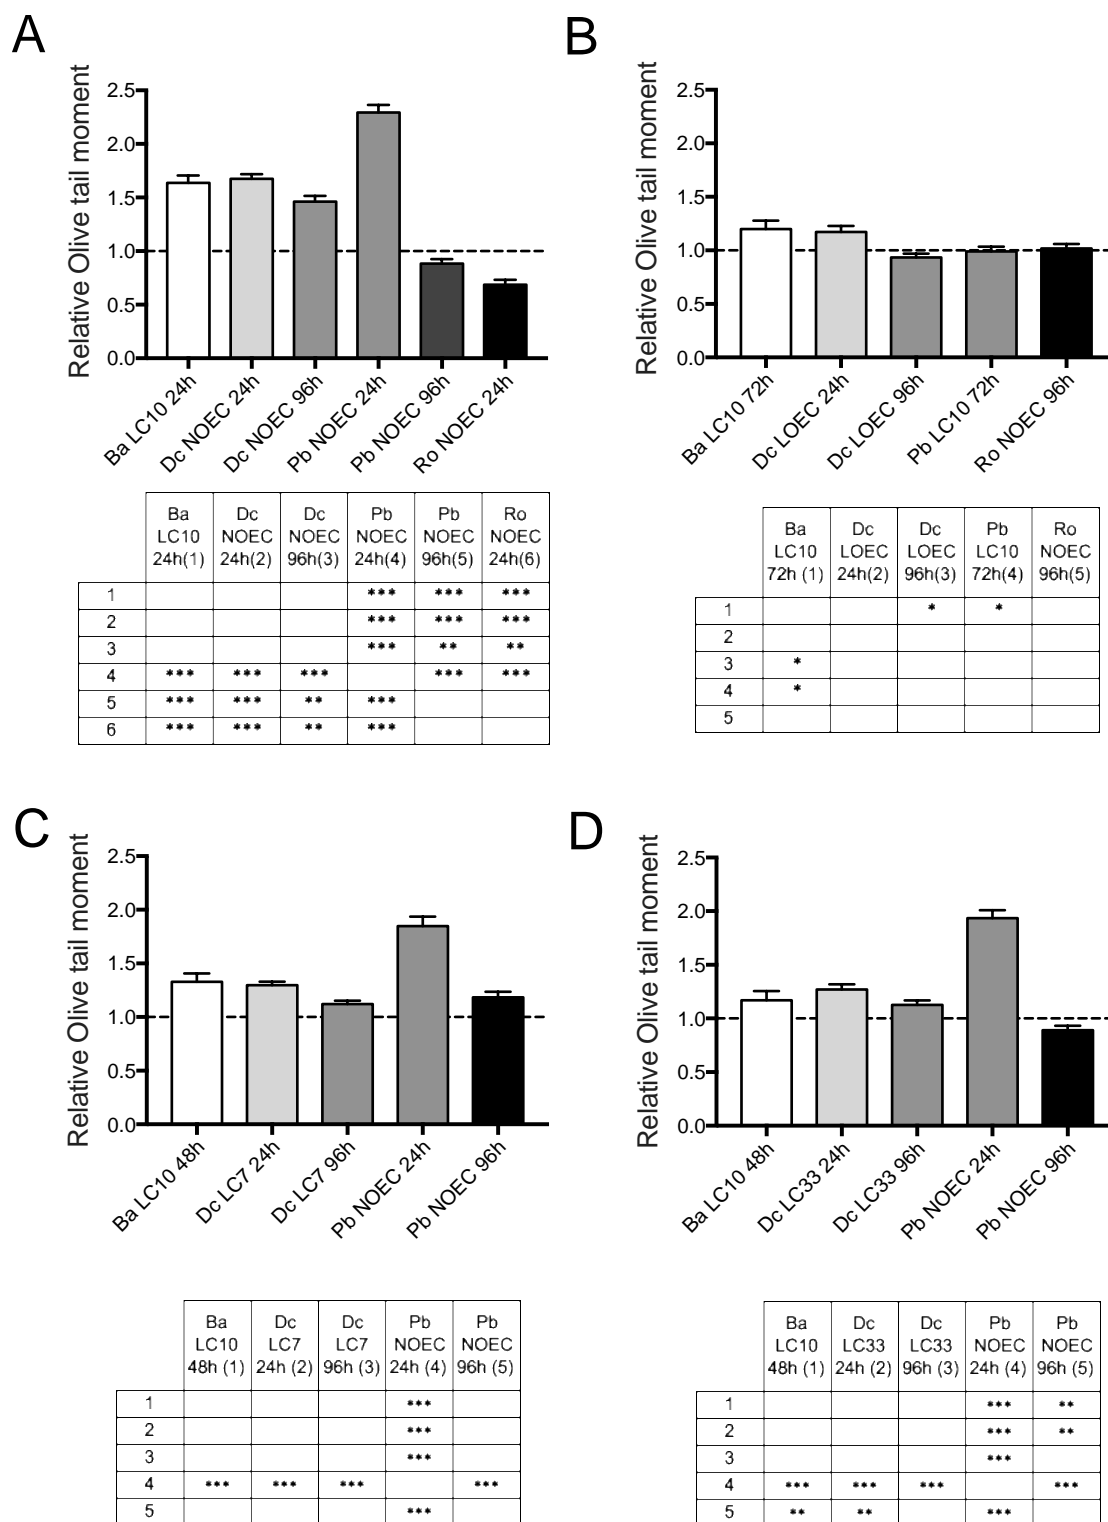 A
Relative Olive tail moment
2.5
2.0
1.5
1.0
0.5
0.0
Ba LC10 24h
Dc NOEC 24h
Dc NOEC 96h
Pb NOEC 24h
Pb NOEC 96h
Ro NOEC 24h
Ba LC10 24h(1) Dc NOEC 24h(2) Dc NOEC 96h(3) Pb NOEC 24h(4) Pb NOEC 96h(5) Ro NOEC 24h(6)
1 *** *** ***
2 *** *** ***
3 *** ** **
4 *** *** *** *** ***
5 *** *** ** ***
6 *** *** ** ***
B
Relative Olive tail moment
2.5
2.0
1.5
1.0
0.5
0.0
Ba LC10 72h
Dc LOEC 24h
Dc LOEC 96h
Pb LC10 72h
Ro NOEC 96h
Ba LC10 72h (1) Dc LOEC 24h(2) Dc LOEC 96h(3) Pb LC10 72h(4) Ro NOEC 96h(5)
1 * *
2
3 *
4 *
5
C
Relative Olive tail moment
2.5
2.0
1.5
1.0
0.5
0.0
Ba LC10 48h
Dc LC7 24h
Dc LC7 96h
Pb NOEC 24h
Pb NOEC 96h
Ba LC10 48h (1) Dc LC7 24h (2) Dc LC7 96h (3) Pb NOEC 24h (4) Pb NOEC 96h (5)
1 ***
2 ***
3 ***
4 *** *** *** ***
5 ***
D
Relative Olive tail moment
2.5
2.0
1.5
1.0
0.5
0.0
Ba LC10 48h
Dc LC33 24h
Dc LC33 96h
Pb NOEC 24h
Pb NOEC 96h
Ba LC10 48h (1) Dc LC33 24h (2) Dc LC33 96h (3) Pb NOEC 24h (4) Pb NOEC 96h (5)
1 *** **
2 *** **
3 ***
4 *** *** *** ***
5 ** ** ***